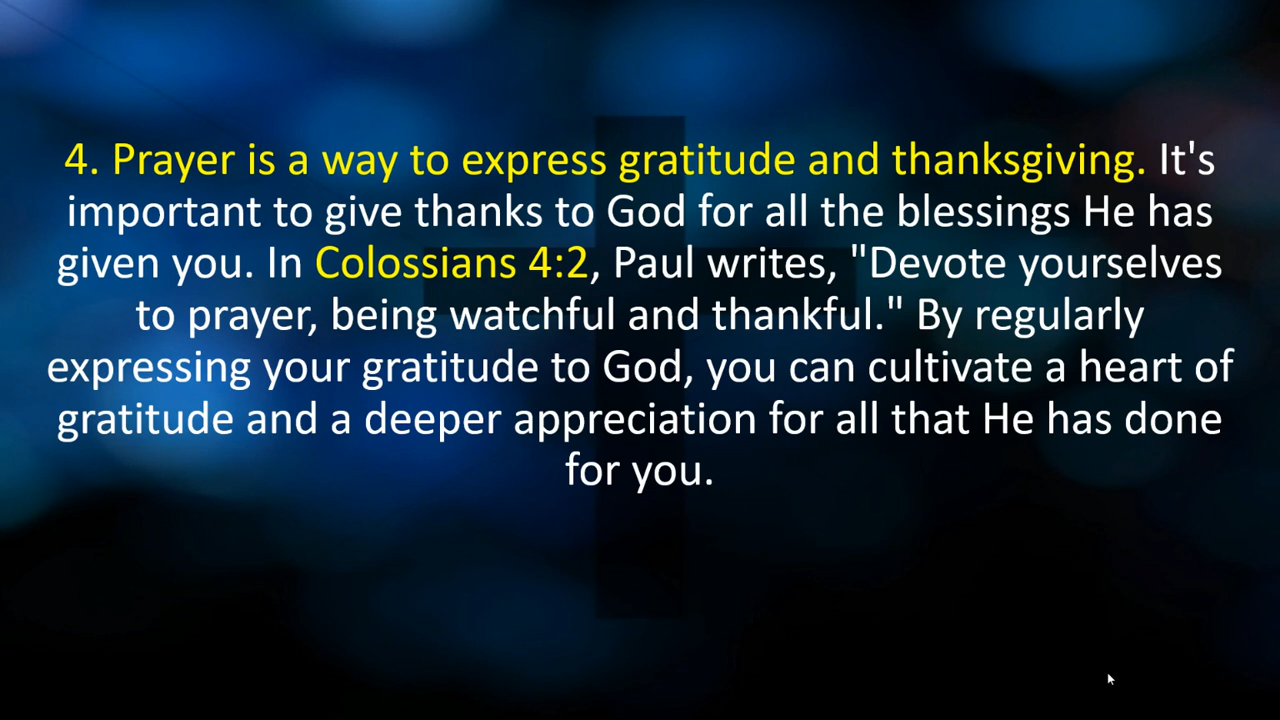 4. Prayer is a way to express gratitude and thanksgiving. It's
important to give thanks to God for all the blessings He has
given you. In Colossians 4:2, Paul writes, "Devote yourselves
to prayer, being watchful and thankful." By regularly
expressing your gratitude to God, you can cultivate a heart of
gratitude and a deeper appreciation for all that He has done
for you.